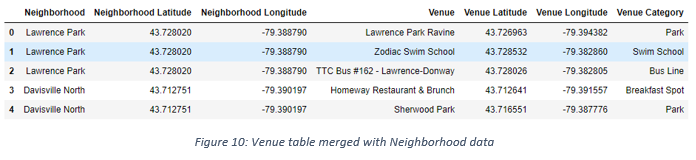 Neighborhood Neighborhood Latitude Neighborhood Longitude Venue Venue Latitude Venue Longitude Venue Category
0 Lawrence Park 43.728020 -79.388790 Lawrence Park Ravine 43.726963 -79.394382 Park
1 Lawrence Park 43.728020 -79.388790 Zodiac Swim School 43.728532 -79.382860 Swim School
2 Lawrence Park 43.728020 -79.388790 TTC Bus #162 - Lawrence-Donway 43.728026 -79.382805 Bus Line
3 Davisville North 43.712751 -79.390197 Homeway Restaurant & Brunch 43.712641 -79.391557 Breakfast Spot
4 Davisville North 43.712751 -79.390197 Sherwood Park 43.716551 -79.387776 Park
Figure 10: Venue table merged with Neighborhood data